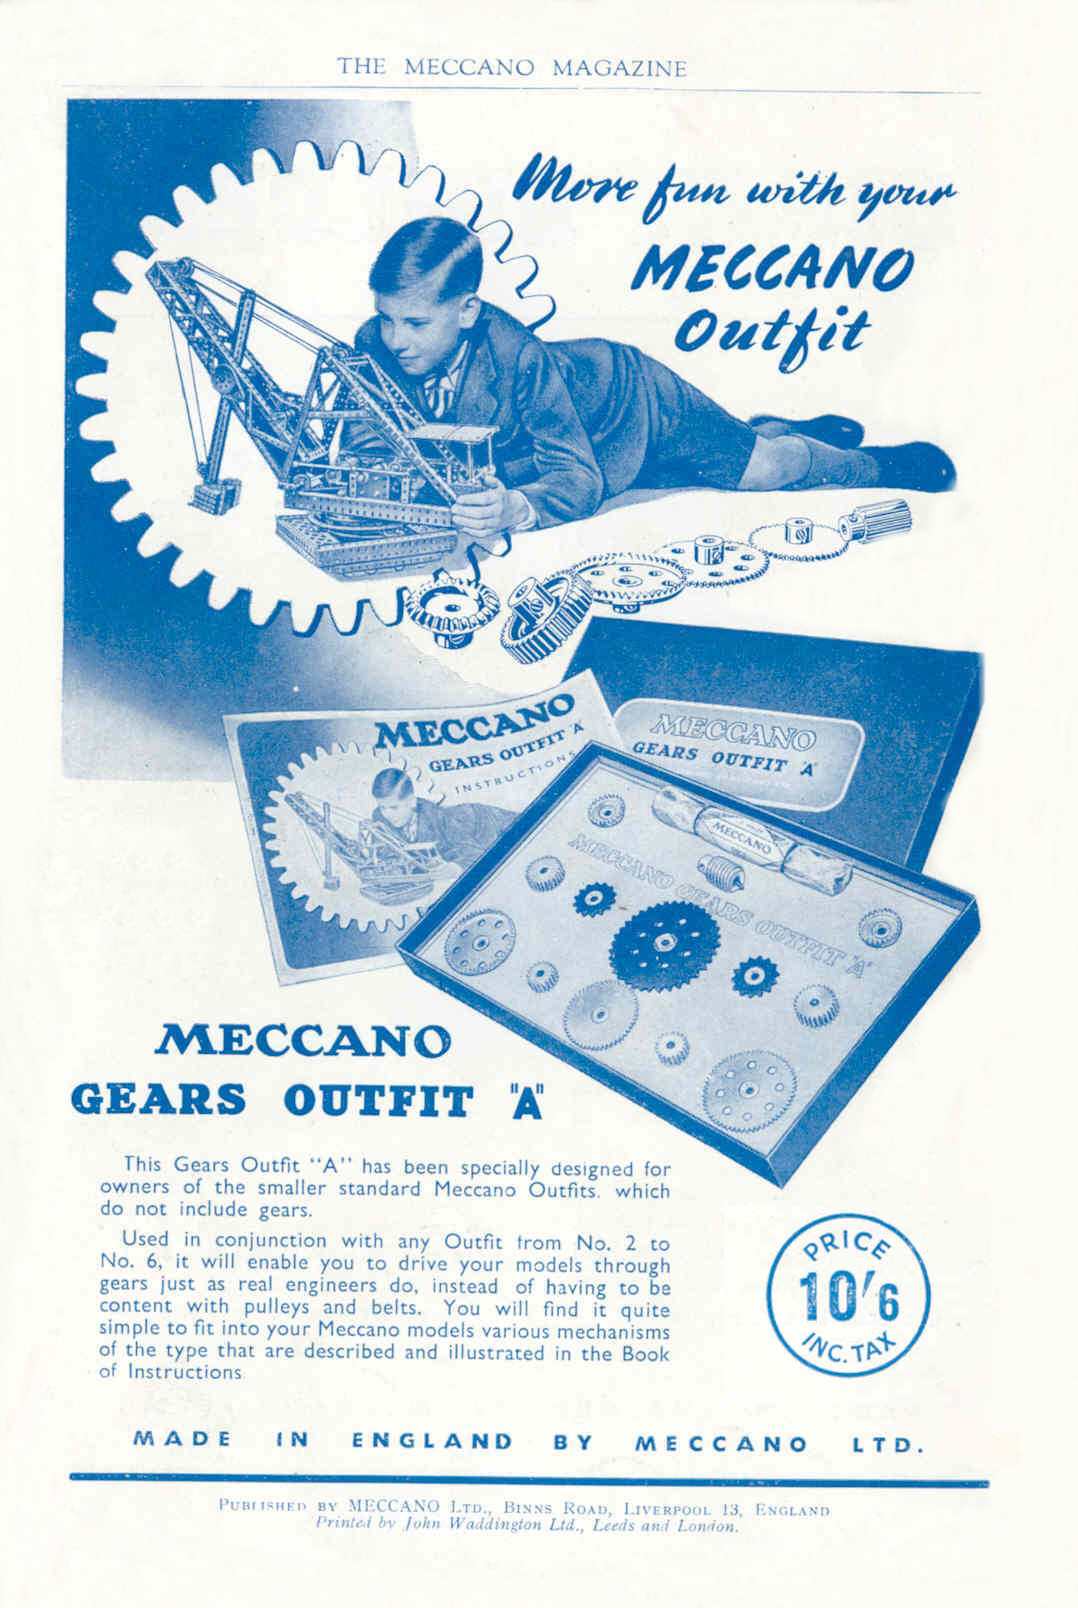 THE MECCANO MAGAZINE
More fun with your
MECCANO
Outfit
MECCANO
GEARS OUTFIT 'A'
INSTRUCTIONS
MECCANO
GEARS OUTFIT 'A'
MECCANO
MECCANO GEARS OUTFIT 'A'
MECCANO
GEARS OUTFIT "A"
This Gears Outfit "A" has been specially designed for
owners of the smaller standard Meccano Outfits. which
do not include gears.
Used in conjunction with any Outfit from No. 2 to
No. 6, it will enable you to drive your models through
gears just as real engineers do, instead of having to be
content with pulleys and belts. You will find it quite
simple to fit into your Meccano models various mechanisms
of the type that are described and illustrated in the Book
of Instructions
PRICE
10'6
INC. TAX
MADE IN ENGLAND BY MECCANO LTD.
PUBLISHED BY MECCANO LTD., BINNS ROAD, LIVERPOOL 13, ENGLAND
Printed by John Waddington Ltd., Leeds and London.